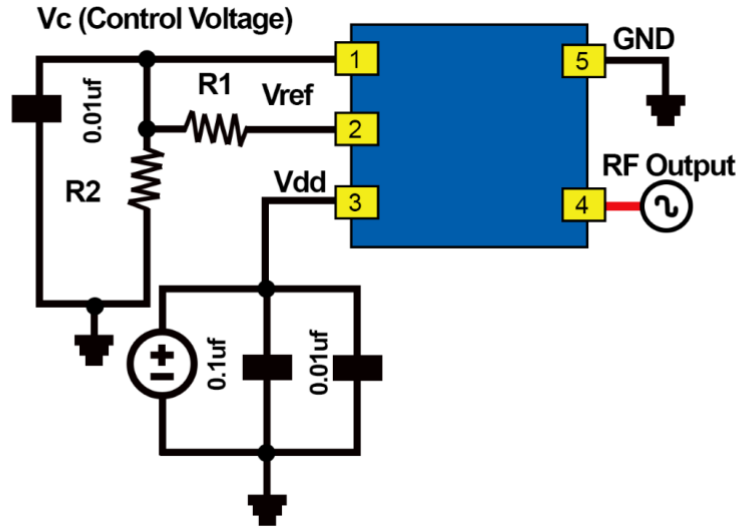 Vc (Control Voltage)
1
5
GND
R1
Vref
0.01uf
2
R2
Vdd
3
RF Output
4
0.1uf
0.01uf